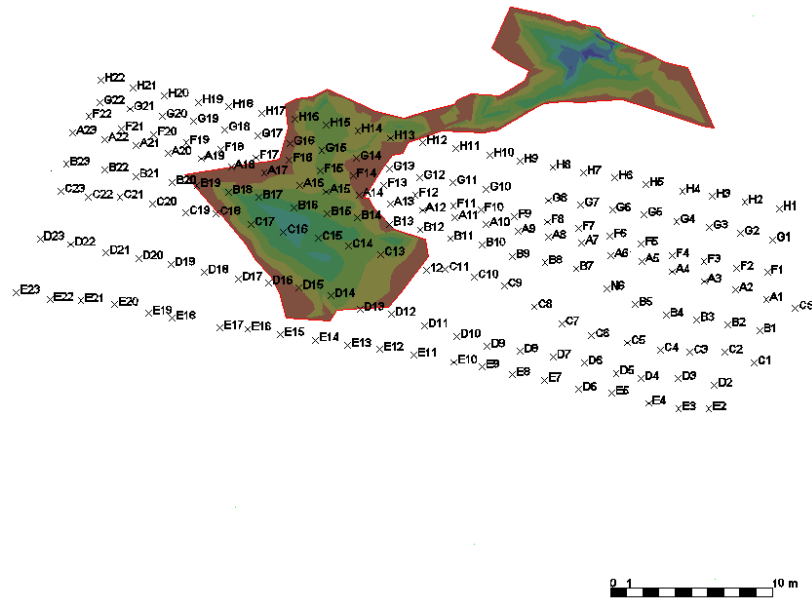 H22 H21 H20 H19 H18 H17 H16 H15 H14 H13 H12 H11 H10 H9 H8 H7 H6 H5 H4 H3 H2 H1
G22 G21 G20 G19 G18 G17 G16 G15 G14 G13 G12 G11 G10 G8 G7 G6 G5 G4 G3 G2 G1
F22 F21 F20 F19 F18 F17 F16 F15 F14 F13 F12 F11 F10 F9 F8 F7 F6 F5 F4 F3 F2 F1
A23 A22 A21 A20 A19 A18 A17 A15 A15 A14 A13 A12 A11 A10 A9 A8 A7 A6 A5 A4 A3 A2 A1
B23 B22 B21 B20 B19 B18 B17 B16 B15 B14 B13 B12 B11 B10 B9 B8 B7 N6 B5 B4 B3 B2 B1
C23 C22 C21 C20 C19 C18 C17 C16 C15 C14 C13 12 C11 C10 C9 C8 C7 C6 C5 C4 C3 C2 C1
D23 D22 D21 D20 D19 D18 D17 D16 D15 D14 D13 D12 D11 D10 D9 D8 D7 D6 D5 D4 D3 D2
E23 E22 E21 E20 E19 E18 E17 E16 E15 E14 E13 E12 E11 E10 E9 E8 E7 D6 E5 E4 E3 E2
0 1 10 m